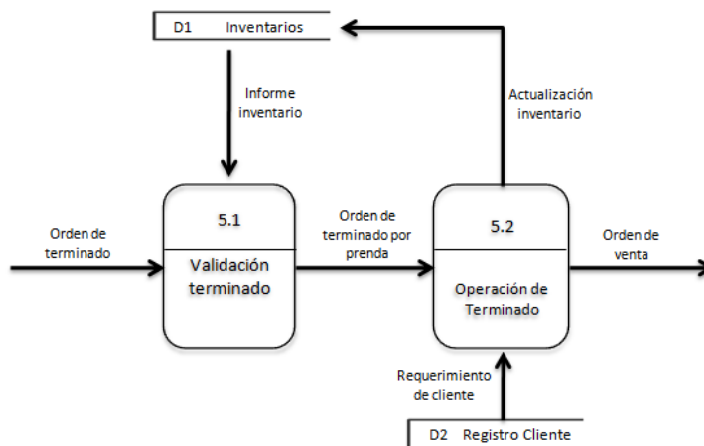 D1 Inventarios
Informe
inventario
Actualización
inventario
Orden de
terminado
5.1
Validación
terminado
Orden de
terminado por
prenda
5.2
Operación de
Terminado
Orden de
venta
Requerimiento
de cliente
D2 Registro Cliente